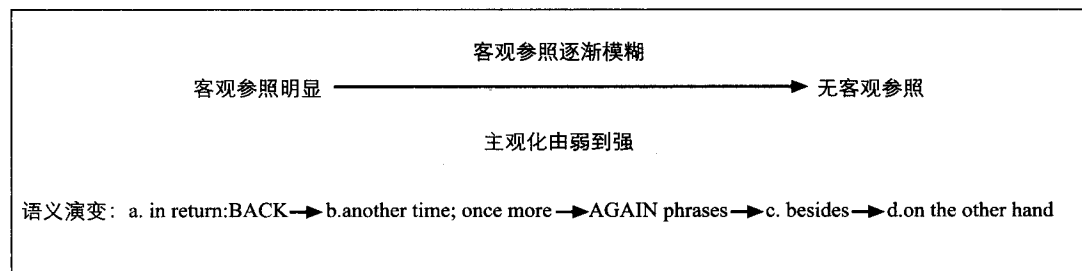 客观参照逐渐模糊
客观参照明显 无客观参照
主观化由弱到强
语义演变：a. in return:BACK→b.another time; once more→AGAIN phrases→c. besides→d.on the other hand